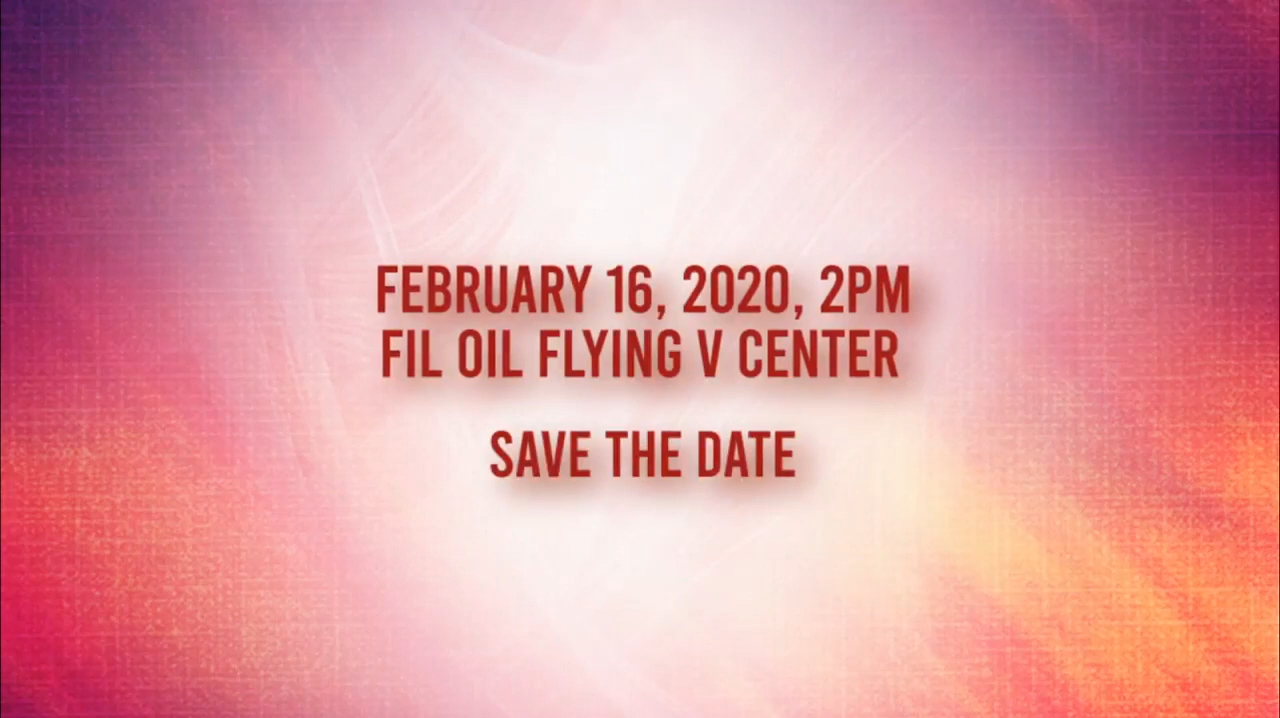 FEBRUARY 16, 2020, 2PM
FIL OIL FLYING V CENTER
SAVE THE DATE